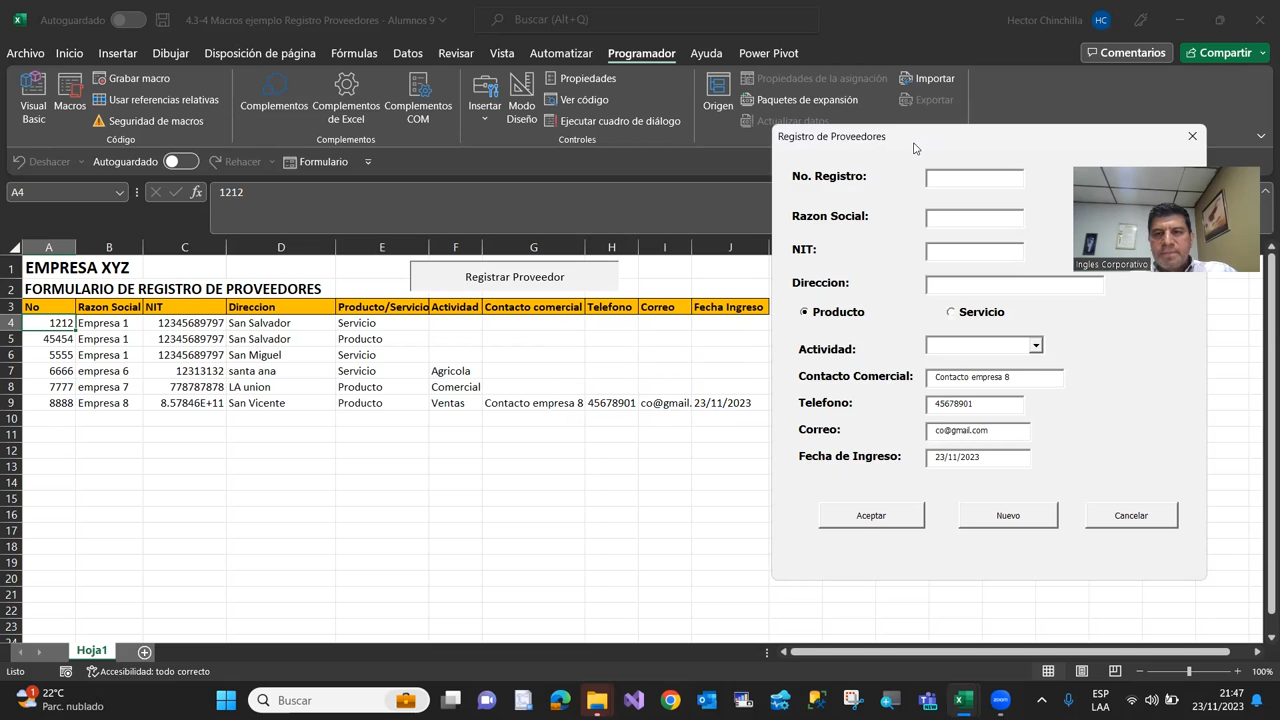 Autoguardado
4.3-4 Macros ejemplo Registro Proveedores - Alumnos 9
Buscar (Alt+Q)
Hector Chinchilla
HC
Archivo Inicio Insertar Dibujar Disposición de página Fórmulas Datos Revisar Vista Automatizar Programador Ayuda Power Pivot
Comentarios
Compartir
Visual Basic
Macros
Grabar macro
Usar referencias relativas
Seguridad de macros
Código
Complementos
Complementos de Excel
Complementos COM
Complementos
Insertar
Modo Diseño
Propiedades
Ver código
Ejecutar cuadro de diálogo
Controles
Origen
Propiedades de la asignación
Paquetes de expansión
Actualizar datos
Importar
Exportar
Deshacer Autoguardado Rehacer Formulario
A4
fx
1212
A B C D E F G H I J
1 EMPRESA XYZ
Registrar Proveedor
2 FORMULARIO DE REGISTRO DE PROVEEDORES
3 No Razon Social NIT Direccion Producto/Servicio Actividad Contacto comercial Telefono Correo Fecha Ingreso
4 1212 Empresa 1 12345689797 San Salvador Servicio
5 45454 Empresa 1 12345689797 San Salvador Producto
6 5555 Empresa 1 12345689797 San Miguel Servicio
7 6666 empresa 6 12313132 santa ana Servicio Agricola
8 7777 empresa 7 778787878 LA union Producto Comercial
9 8888 Empresa 8 8.57846E+11 San Vicente Producto Ventas Contacto empresa 8 45678901 co@gmail. 23/11/2023
10
11
12
13
14
15
16
17
18
19
20
21
22
23
Registro de Proveedores
No. Registro:
Razon Social:
NIT:
Direccion:
Producto Servicio
Actividad:
Contacto Comercial: Contacto empresa 8
Telefono: 45678901
Correo: co@gmail.com
Fecha de Ingreso: 23/11/2023
Aceptar Nuevo Cancelar
Ingles Corporativo
Hoja1
Listo
Accesibilidad: todo correcto
100%
1
22°C
Parc. nublado
Buscar
ESP
LAA
21:47
23/11/2023